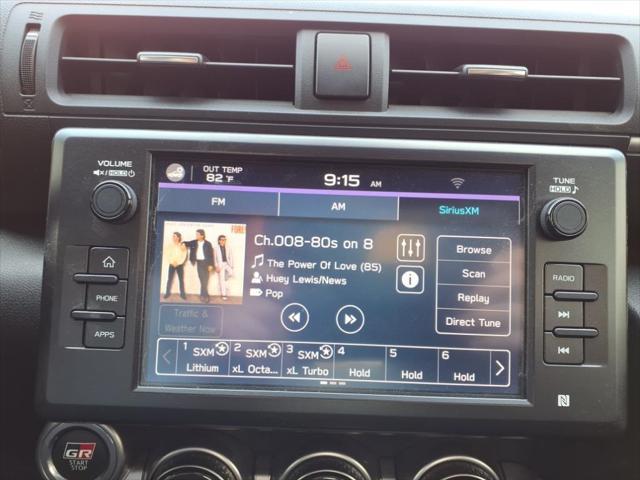 VOLUME
HOLD
OUT TEMP
82 °F
9:15 AM
TUNE
HOLD
FM
AM
SiriusXM
FORE!
Ch.008-80s on 8
The Power Of Love (85)
Huey Lewis/News
Pop
Traffic &
Weather Now
Browse
Scan
Replay
Direct Tune
1 SXM
Lithium
2 SXM
xL Octa...
3 SXM
xL Turbo
4
Hold
5
Hold
6
Hold
PHONE
APPS
RADIO
N
GR
START
STOP